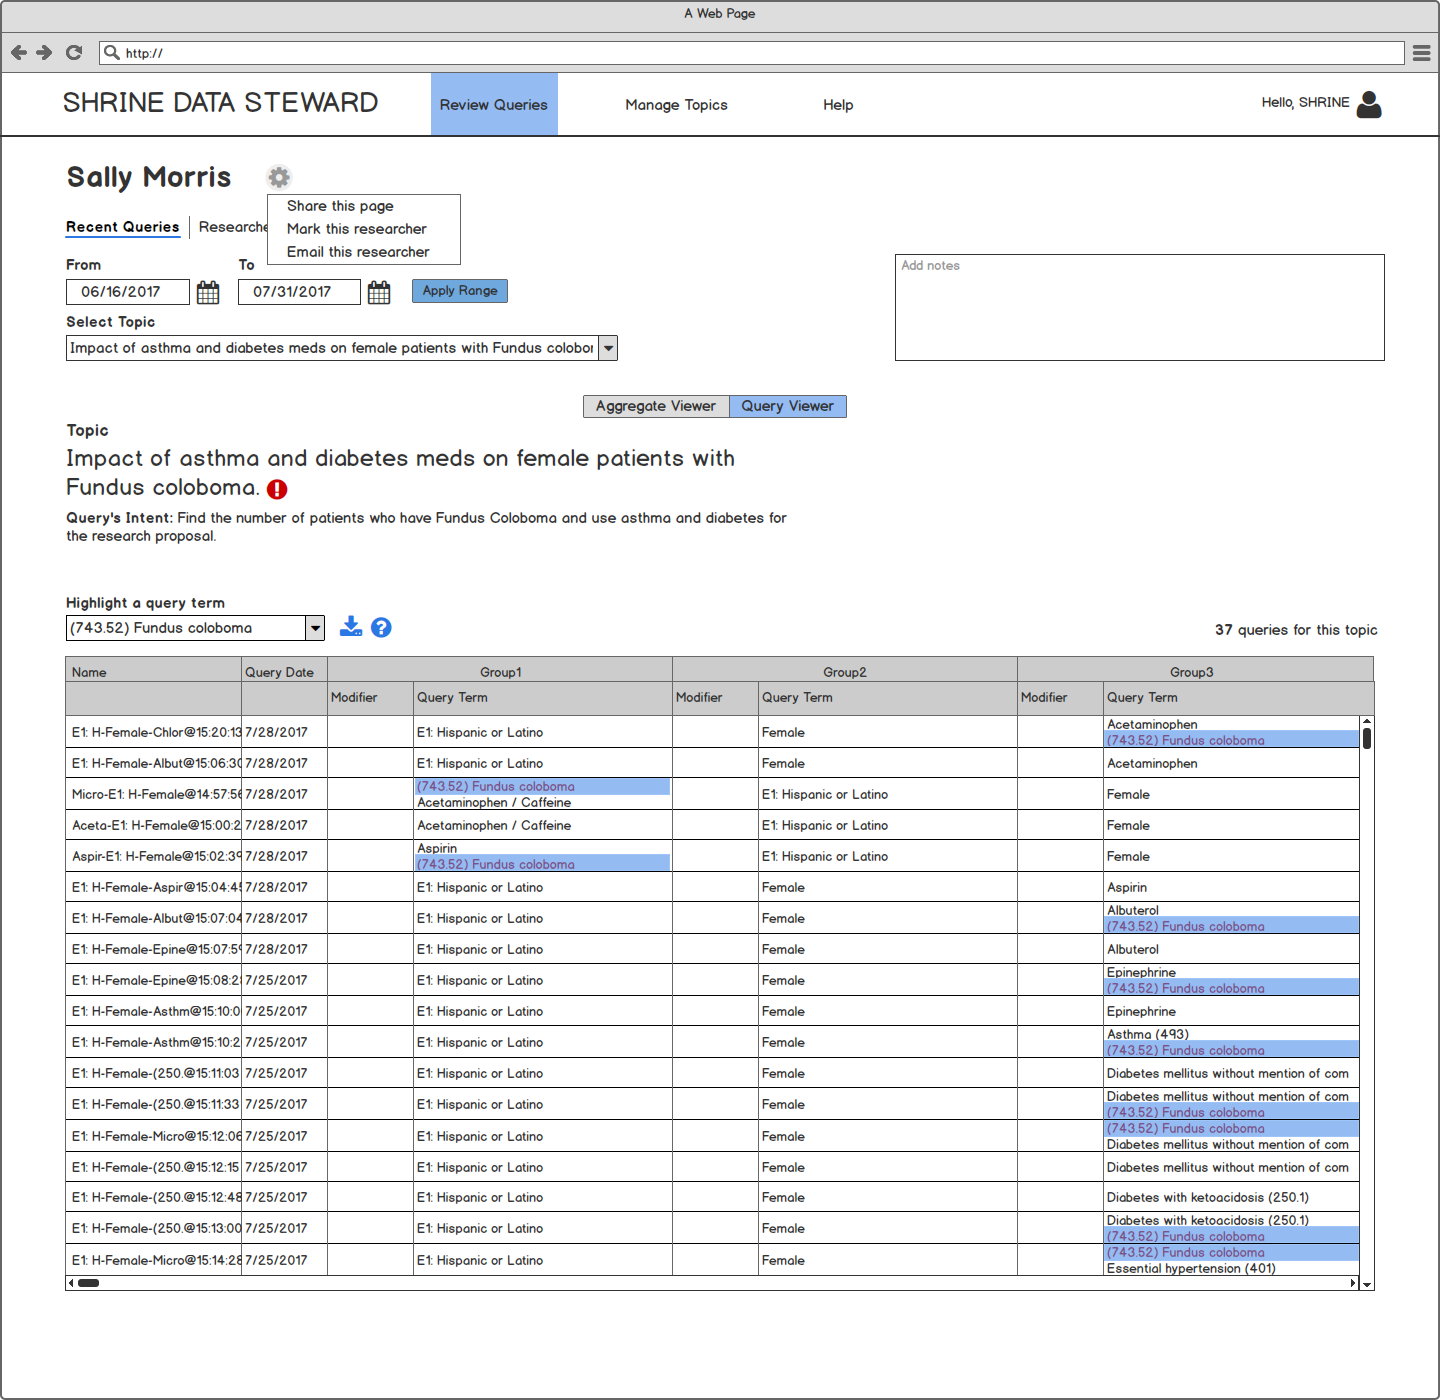 A Web Page
http://
SHRINE DATA STEWARD
Review Queries
Manage Topics
Help
Hello, SHRINE
Sally Morris
Share this page
Mark this researcher
Email this researcher
Recent Queries
Researche
From
To
06/16/2017
07/31/2017
Apply Range
Add notes
Select Topic
Impact of asthma and diabetes meds on female patients with Fundus colobor
Aggregate Viewer
Query Viewer
Topic
Impact of asthma and diabetes meds on female patients with
Fundus coloboma.
Query's Intent: Find the number of patients who have Fundus Coloboma and use asthma and diabetes for
the research proposal.
Highlight a query term
(743.52) Fundus coloboma
37 queries for this topic
Name Query Date Group1 Group2 Group3
Modifier Query Term Modifier Query Term Modifier Query Term
E1: H-Female-Chlor@15:20:13 7/28/2017 E1: Hispanic or Latino Female Acetaminophen
(743.52) Fundus coloboma
E1: H-Female-Albut@15:06:30 7/28/2017 E1: Hispanic or Latino Female Acetaminophen
Micro-E1: H-Female@14:57:56 7/28/2017 (743.52) Fundus coloboma
Acetaminophen / Caffeine E1: Hispanic or Latino Female
Aceta-E1: H-Female@15:00:2 7/28/2017 Acetaminophen / Caffeine E1: Hispanic or Latino Female
Aspir-E1: H-Female@15:02:39 7/28/2017 Aspirin
(743.52) Fundus coloboma E1: Hispanic or Latino Female
E1: H-Female-Aspir@15:04:45 7/28/2017 E1: Hispanic or Latino Female Aspirin
E1: H-Female-Albut@15:07:04 7/28/2017 E1: Hispanic or Latino Female Albuterol
(743.52) Fundus coloboma
E1: H-Female-Epine@15:07:59 7/28/2017 E1: Hispanic or Latino Female Albuterol
E1: H-Female-Epine@15:08:28 7/25/2017 E1: Hispanic or Latino Female Epinephrine
(743.52) Fundus coloboma
E1: H-Female-Asthm@15:10:0 7/25/2017 E1: Hispanic or Latino Female Epinephrine
E1: H-Female-Asthm@15:10:2 7/25/2017 E1: Hispanic or Latino Female Asthma (493)
(743.52) Fundus coloboma
E1: H-Female-(250.@15:11:03 7/25/2017 E1: Hispanic or Latino Female Diabetes mellitus without mention of com
E1: H-Female-(250.@15:11:33 7/25/2017 E1: Hispanic or Latino Female Diabetes mellitus without mention of com
(743.52) Fundus coloboma
E1: H-Female-Micro@15:12:06 7/25/2017 E1: Hispanic or Latino Female (743.52) Fundus coloboma
Diabetes mellitus without mention of com
E1: H-Female-(250.@15:12:15 7/25/2017 E1: Hispanic or Latino Female Diabetes mellitus without mention of com
E1: H-Female-(250.@15:12:48 7/25/2017 E1: Hispanic or Latino Female Diabetes with ketoacidosis (250.1)
E1: H-Female-(250.@15:13:00 7/25/2017 E1: Hispanic or Latino Female Diabetes with ketoacidosis (250.1)
(743.52) Fundus coloboma
E1: H-Female-Micro@15:14:28 7/25/2017 E1: Hispanic or Latino Female (743.52) Fundus coloboma
Essential hypertension (401)